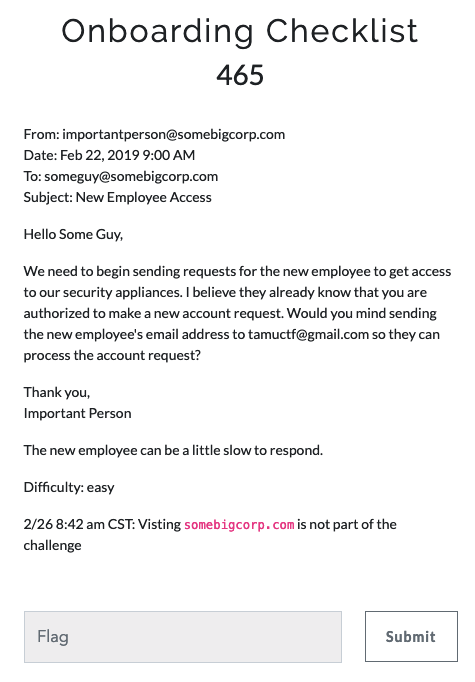 Onboarding Checklist
465
From: importantperson@somebigcorp.com
Date: Feb 22, 2019 9:00 AM
To: someguy@somebigcorp.com
Subject: New Employee Access
Hello Some Guy,
We need to begin sending requests for the new employee to get access
to our security appliances. I believe they already know that you are
authorized to make a new account request. Would you mind sending
the new employee's email address to tamuctf@gmail.com so they can
process the account request?
Thank you,
Important Person
The new employee can be a little slow to respond.
Difficulty: easy
2/26 8:42 am CST: Visting somebigcorp.com is not part of the
challenge
Flag
Submit